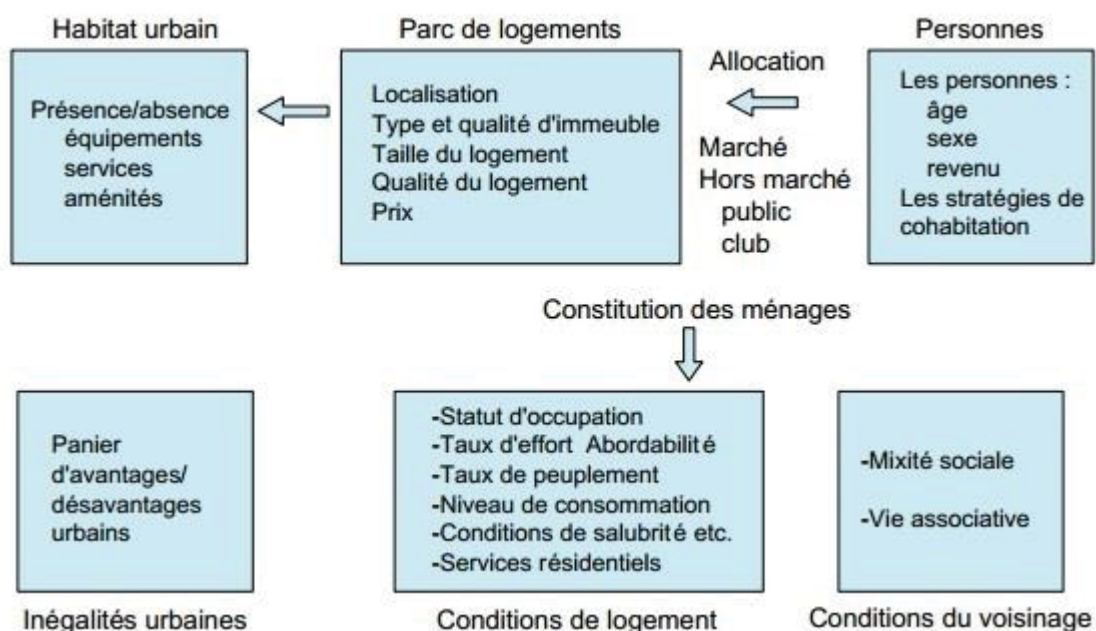 Habitat urbain
Présence/absence
équipements
services
aménités
Parc de logements
Localisation
Type et qualité d'immeuble
Taille du logement
Qualité du logement
Prix
Allocation
Marché
Hors marché
public
club
Personnes
Les personnes :
âge
sexe
revenu
Les stratégies de
cohabitation
Constitution des ménages
Panier
d'avantages/
désavantages
urbains
Inégalités urbaines
-Statut d'occupation
-Taux d'effort Abordabilité
-Taux de peuplement
-Niveau de consommation
-Conditions de salubrité etc.
-Services résidentiels
Conditions de logement
-Mixité sociale
-Vie associative
Conditions du voisinage